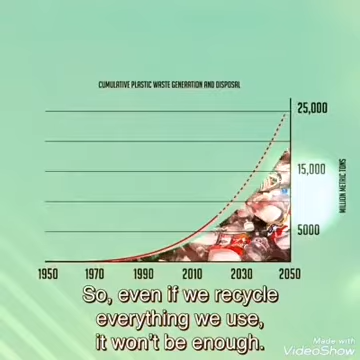 CUMULATIVE PLASTIC WASTE GENERATION AND DISPOSAL
25,000
15,000
5000
MILLION METRIC TONS
1950 1970 1990 2010 2030 2050
So, even if we recycle
everything we use,
it won't be enough.
Made with
VideoShow